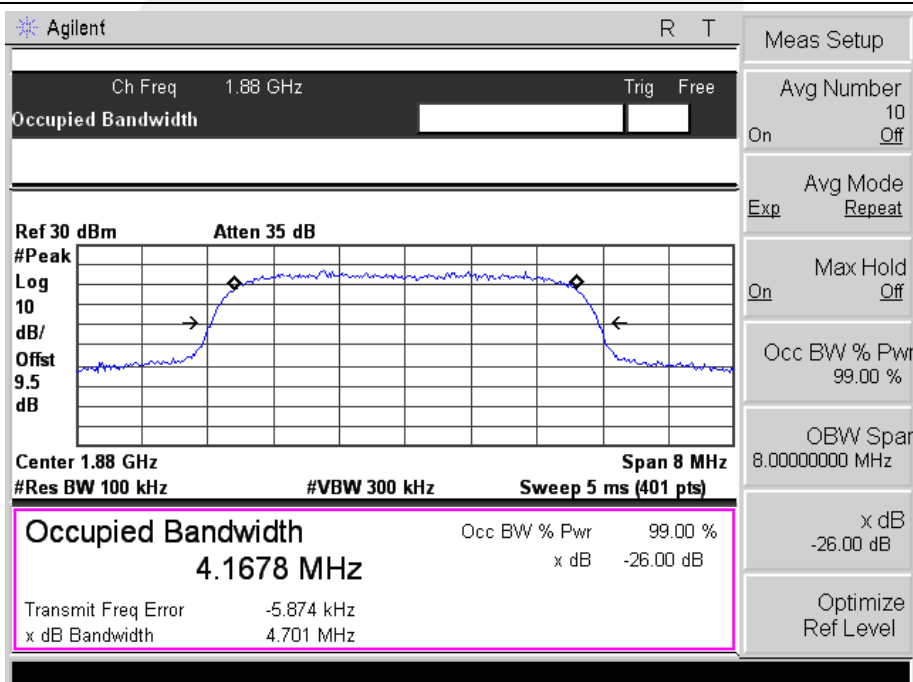 Agilent R T
Ch Freq 1.88 GHz Trig Free
Occupied Bandwidth
Ref 30 dBm Atten 35 dB
#Peak
Log
10
dB/
Offst
9.5
dB
Center 1.88 GHz Span 8 MHz
#Res BW 100 kHz #VBW 300 kHz Sweep 5 ms (401 pts)
Occupied Bandwidth Occ BW % Pwr 99.00 %
4.1678 MHz x dB -26.00 dB
Transmit Freq Error -5.874 kHz
x dB Bandwidth 4.701 MHz
Meas Setup
Avg Number
10
On Off
Avg Mode
Exp Repeat
Max Hold
On Off
Occ BW % Pwr
99.00 %
OBW Span
8.00000000 MHz
x dB
-26.00 dB
Optimize
Ref Level